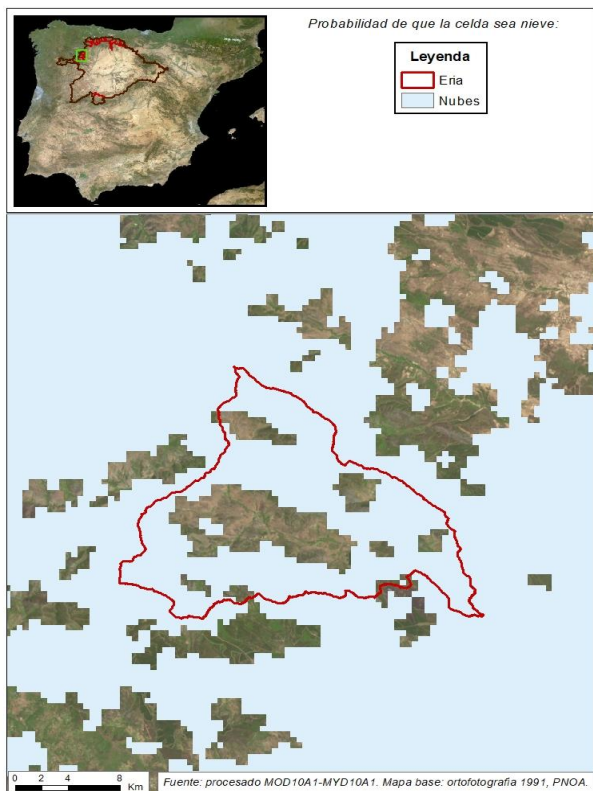 Probabilidad de que la celda sea nieve:
Leyenda
Eria
Nubes
0 2 4 8
Km
Fuente: procesado MOD10A1-MYD10A1. Mapa base: ortofotografia 1991, PNOA.